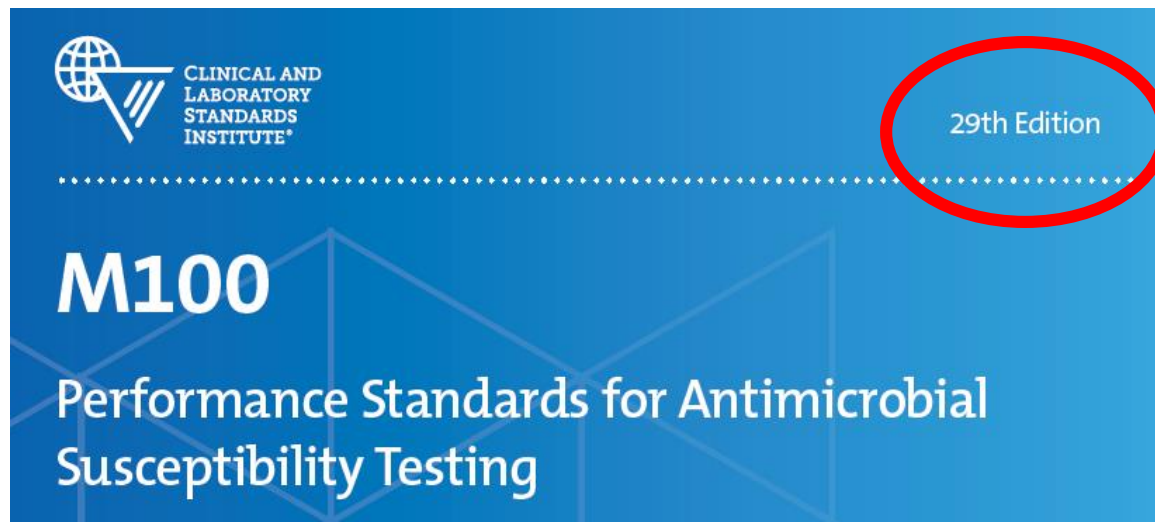 CLINICAL AND
LABORATORY
STANDARDS
INSTITUTE®
29th Edition
M100
Performance Standards for Antimicrobial
Susceptibility Testing